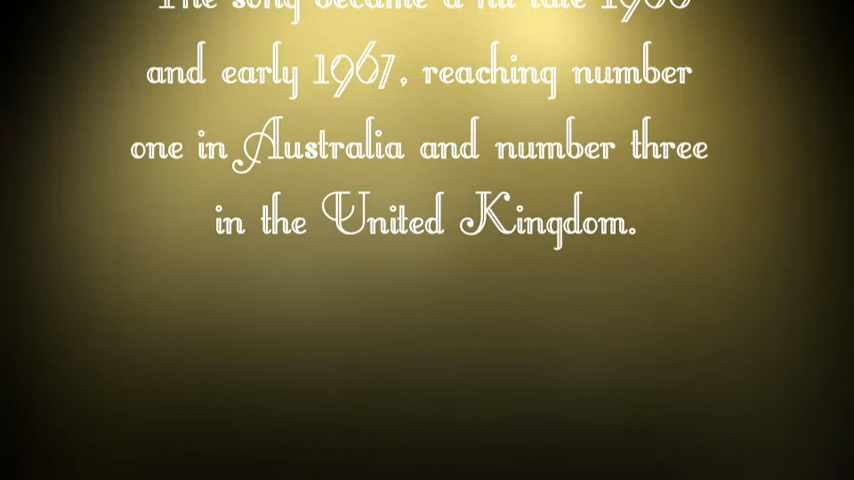 The song became a hit late 1966
and early 1967, reaching number
one in Australia and number three
in the United Kingdom.